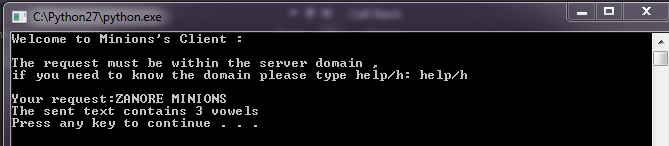 C:\Python27\python.exe
Welcome to Minions's Client :
The request must be within the server domain ,
if you need to know the domain please type help/h: help/h
Your request:ZANORE MINIONS
The sent text contains 3 vowels
Press any key to continue . . .